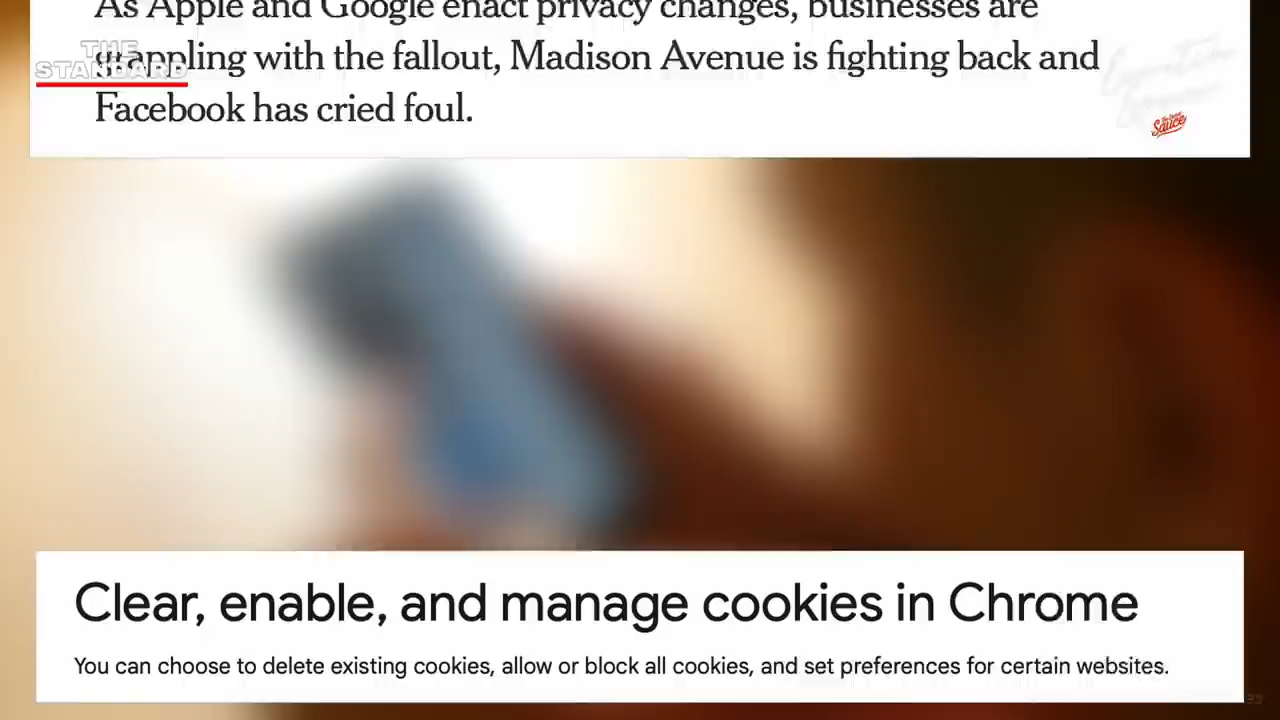 As Apple and Google enact privacy changes, businesses are
THE
STANDARD
grappling with the fallout, Madison Avenue is fighting back and
Facebook has cried foul.
Sauce
Clear, enable, and manage cookies in Chrome
You can choose to delete existing cookies, allow or block all cookies, and set preferences for certain websites.